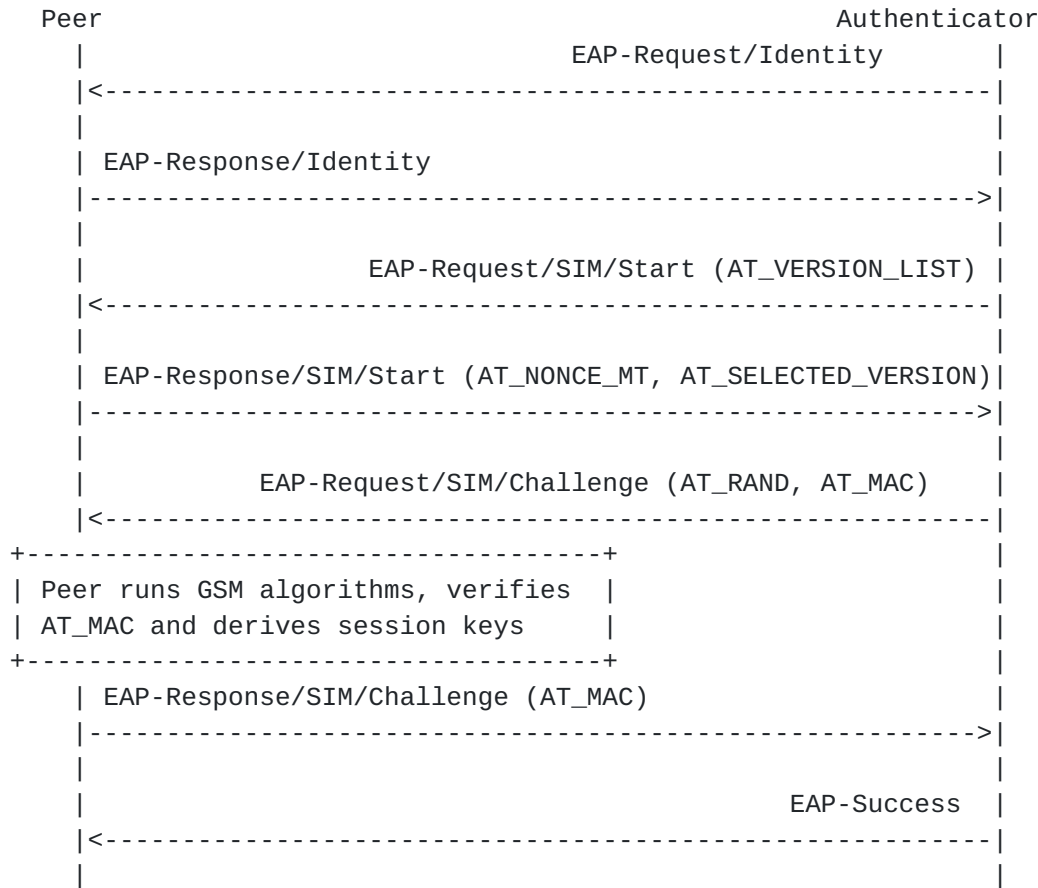 Peer Authenticator
EAP-Request/Identity
EAP-Response/Identity
EAP-Request/SIM/Start (AT_VERSION_LIST)
EAP-Response/SIM/Start (AT_NONCE_MT, AT_SELECTED_VERSION)
EAP-Request/SIM/Challenge (AT_RAND, AT_MAC)
Peer runs GSM algorithms, verifies
AT_MAC and derives session keys
EAP-Response/SIM/Challenge (AT_MAC)
EAP-Success